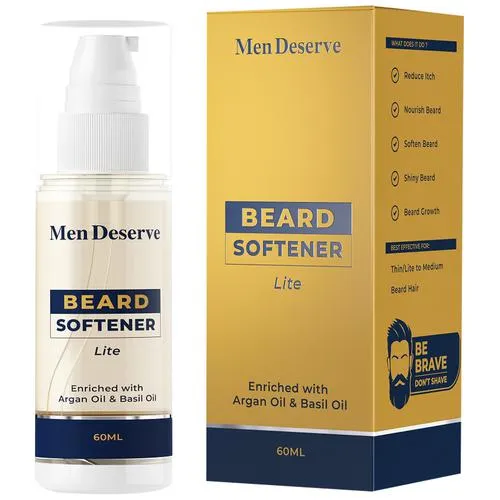 Men Deserve
BEARD
SOFTENER
Lite
Enriched with
Argan Oil & Basil Oil
60ML
Men Deserve
BEARD
SOFTENER
Lite
Enriched with
Argan Oil & Basil Oil
60ML
WHAT DOES IT DO ?
Reduce Itch
Nourish Beard
Soften Beard
Shiny Beard
Beard Growth
BEST EFFECTIVE FOR:
Thin/Lite to Medium
Beard Hair
BE
BRAVE
DON'T SHAVE